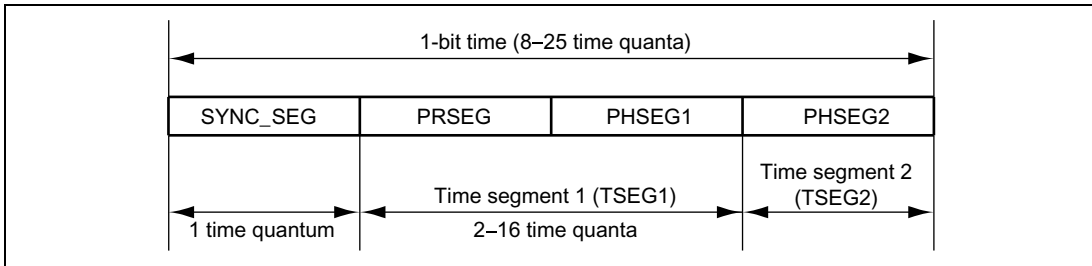 1-bit time (8–25 time quanta)
SYNC_SEG PRSEG PHSEG1 PHSEG2
Time segment 1 (TSEG1)
Time segment 2
(TSEG2)
1 time quantum
2–16 time quanta